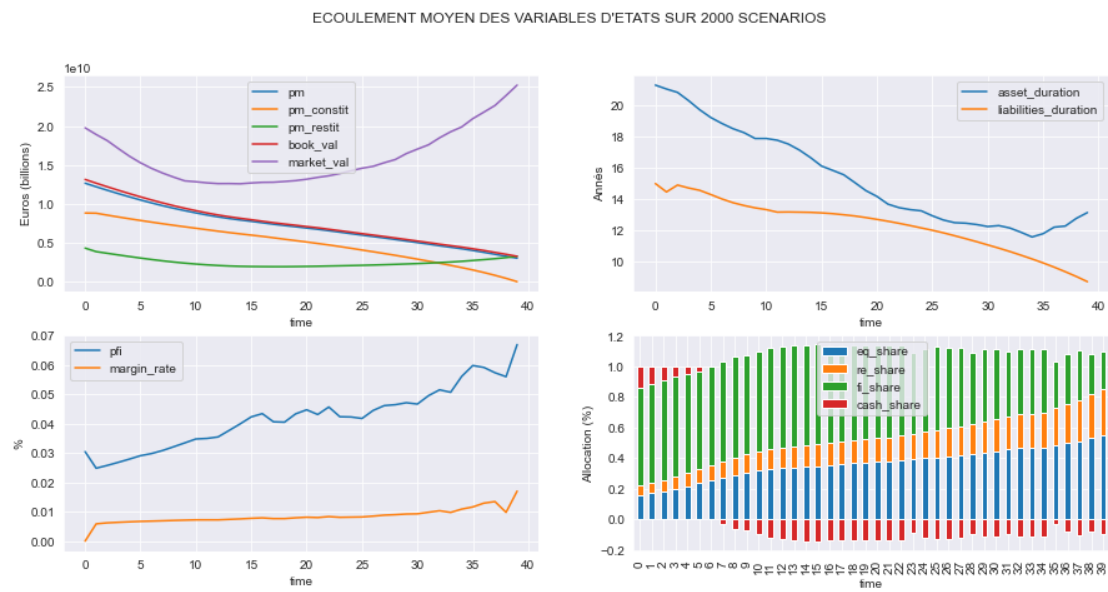 ECOULEMENT MOYEN DES VARIABLES D'ETATS SUR 2000 SCENARIOS
1e10
2.5
2.0
1.5
1.0
0.5
0.0
Euros (billions)
pm
pm_constit
pm_restit
book_val
market_val
0 5 10 15 20 25 30 35 40
time
20
18
16
14
12
10
Annés
asset_duration
liabilities_duration
0 5 10 15 20 25 30 35 40
time
0.07
0.06
0.05
0.04
0.03
0.02
0.01
0.00
%
pfi
margin_rate
0 5 10 15 20 25 30 35 40
time
1.2
1.0
0.8
0.6
0.4
0.2
0.0
−0.2
Allocation (%)
eq_share
re_share
fi_share
cash_share
0 1 2 3 4 5 6 7 8 9 10 11 12 13 14 15 16 17 18 19 20 21 22 23 24 25 26 27 28 29 30 31 32 33 34 35 36 37 38 39
time